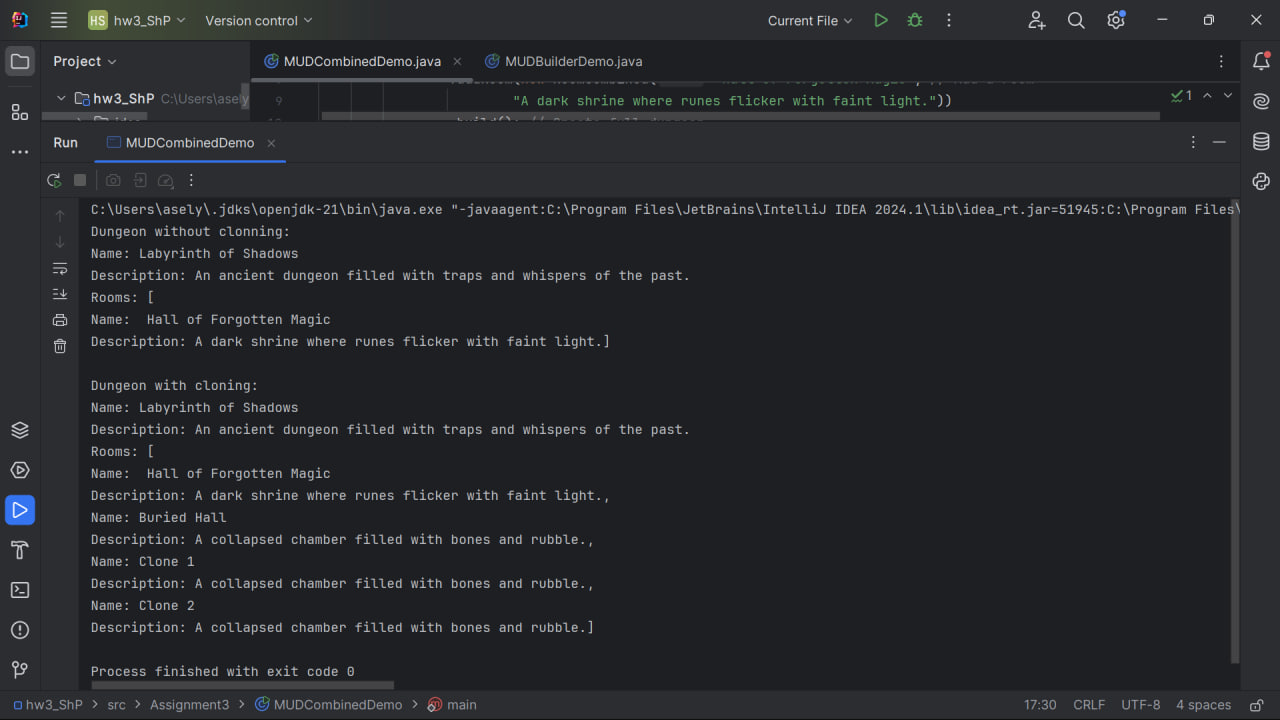 HS hw3_ShP Version control Current File
Project MUDCombinedDemo.java MUDBuilderDemo.java
hw3_ShP C:\Users\asely
9 "A dark shrine where runes flicker with faint light.")) 1
Run MUDCombinedDemo
C:\Users\asely\.jdks\openjdk-21\bin\java.exe "-javaagent:C:\Program Files\JetBrains\IntelliJ IDEA 2024.1\lib\idea_rt.jar=51945:C:\Program Files\
Dungeon without clonning:
Name: Labyrinth of Shadows
Description: An ancient dungeon filled with traps and whispers of the past.
Rooms: [
Name:  Hall of Forgotten Magic
Description: A dark shrine where runes flicker with faint light.]
Dungeon with cloning:
Name: Labyrinth of Shadows
Description: An ancient dungeon filled with traps and whispers of the past.
Rooms: [
Name:  Hall of Forgotten Magic
Description: A dark shrine where runes flicker with faint light.,
Name: Buried Hall
Description: A collapsed chamber filled with bones and rubble.,
Name: Clone 1
Description: A collapsed chamber filled with bones and rubble.,
Name: Clone 2
Description: A collapsed chamber filled with bones and rubble.]
Process finished with exit code 0
hw3_ShP > src > Assignment3 > MUDCombinedDemo > main 17:30 CRLF UTF-8 4 spaces